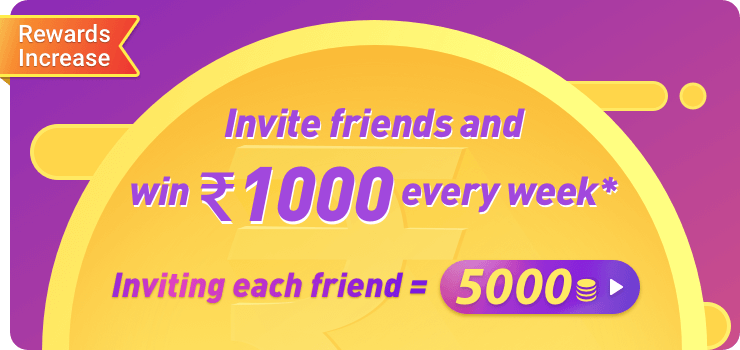 Rewards
Increase
Invite friends and
win ₹1000 every week*
Inviting each friend = 5000